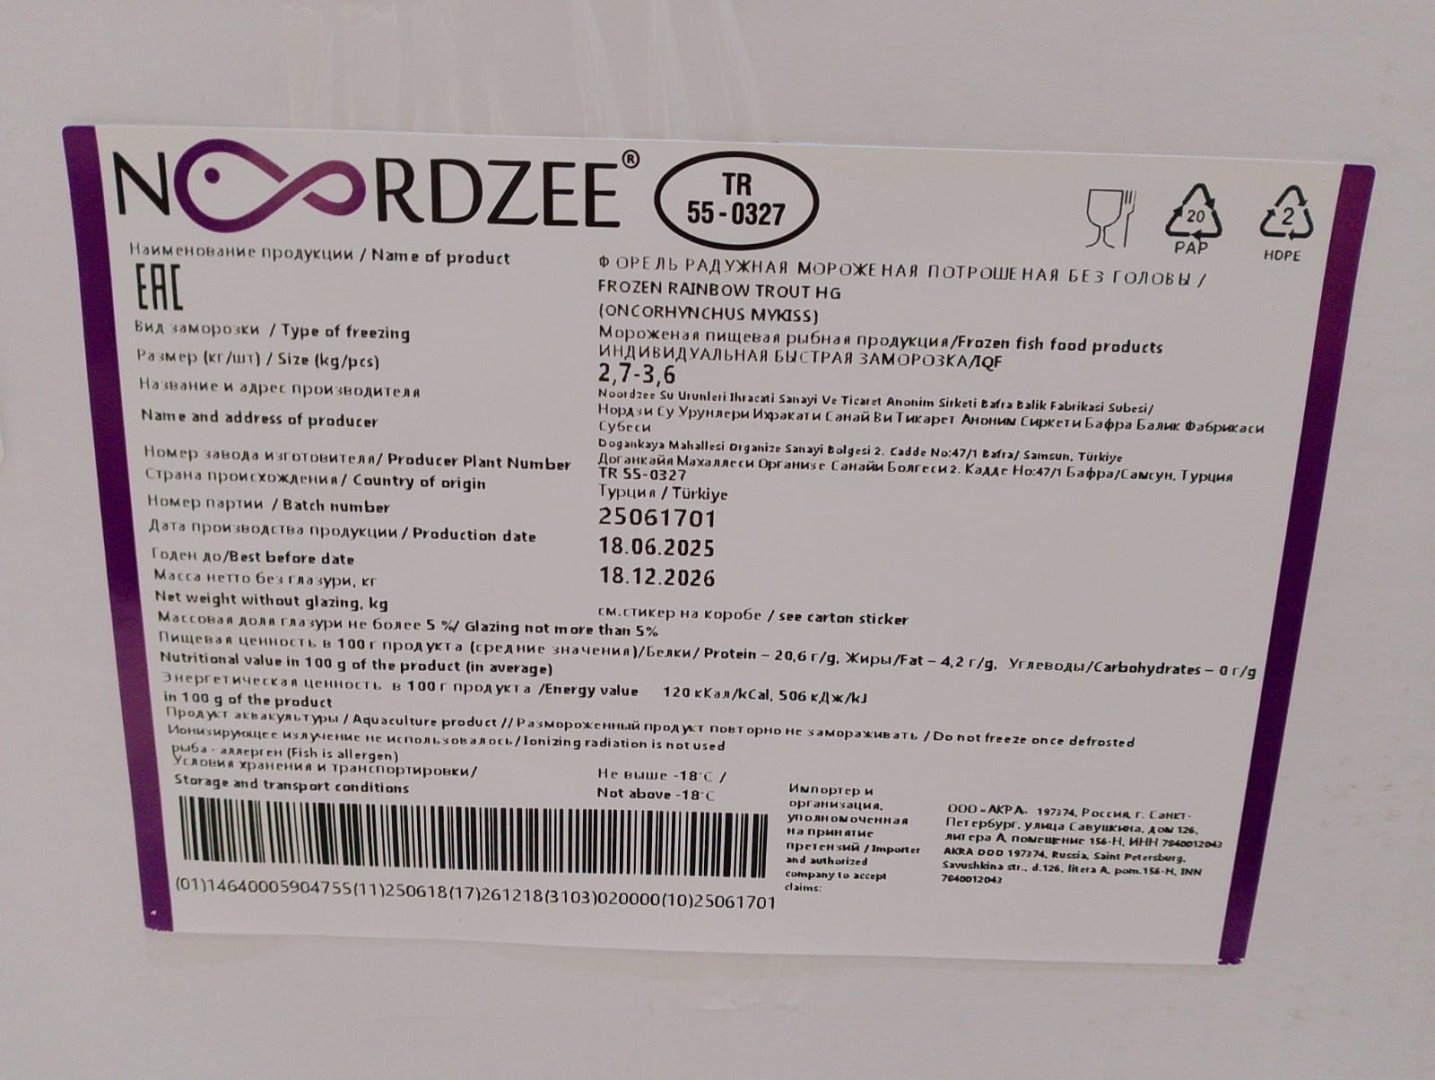 NOORDZEE®
TR
55-0327
20
PAP
2
HDPE
Наименование продукции / Name of product
EAC
ФОРЕЛЬ РАДУЖНАЯ МОРОЖЕНАЯ ПОТРОШЕНАЯ БЕЗ ГОЛОВЫ /
FROZEN RAINBOW TROUT HG
(ONCORHYNCHUS MYKISS)
Мороженая пищевая рыбная продукция/Frozen fish food products
Вид заморозки / Type of freezing
ИНДИВИДУАЛЬНАЯ БЫСТРАЯ ЗАМОРОЗКА/IQF
Размер (кг/шт) / Size (kg/pcs)
2,7-3,6
Название и адрес производителя
Name and address of producer
Noordzee Su Urunleri Ihracati Sanayi Ve Ticaret Anonim Sirketi Bafra Balik Fabrikasi Subesi/
Нордзи Су Урунлери Ихракати Санай Ви Тикарет Аноним Сиркети Бафра Балик Фабрикаси
Субеси
Dogankaya Mahallesi Organize Sanayi Bolgesi 2. Cadde No:47/1 Bafra/ Samsun, Türkiye
Доганкайа Махаллеси Органисе Санайи Болгеси 2. Кадде Но:47/1 Бафра/Самсун, Турция
Номер завода изготовителя/ Producer Plant Number
TR 55-0327
Страна происхождения/ Country of origin
Турция / Türkiye
Номер партии / Batch number
25061701
Дата производства продукции / Production date
18.06.2025
Годен до/Best before date
18.12.2026
Масса нетто без глазури, кг
Net weight without glazing, kg
см.стикер на коробе / see carton sticker
Массовая доля глазури не более 5 %/ Glazing not more than 5%
Пищевая ценность в 100 г продукта (средние значения)/Белки/ Protein – 20,6 г/g, Жиры/Fat – 4,2 г/g, Углеводы/Carbohydrates – 0 г/g
Nutritional value in 100 g of the product (in average)
Энергетическая ценность в 100 г продукта /Energy value 120 кКал/kCal, 506 кДж/kJ
in 100 g of the product
Продукт аквакультуры / Aquaculture product // Размороженный продукт повторно не замораживать / Do not freeze once defrosted
Ионизирующее излучение не использовалось/ Ionizing radiation is not used
рыба - аллерген (Fish is allergen)
Условия хранения и транспортировки/
Storage and transport conditions
Не выше -18°C /
Not above -18°C
(01)14640005904755(11)250618(17)261218(3103)020000(10)25061701
Импортер и
организация,
уполномоченная
на принятие
претензий / Importer
and authorized
company to accept
claims:
ООО «АКРА» 197374, Россия, г. Санкт-
Петербург, улица Савушкина, дом 126,
литера А, помещение 156-Н, ИНН 7840012043
AKRA OOO 197374, Russia, Saint Petersburg,
Savushkina str., d.126, litera A, pom.156-H, INN
7840012043